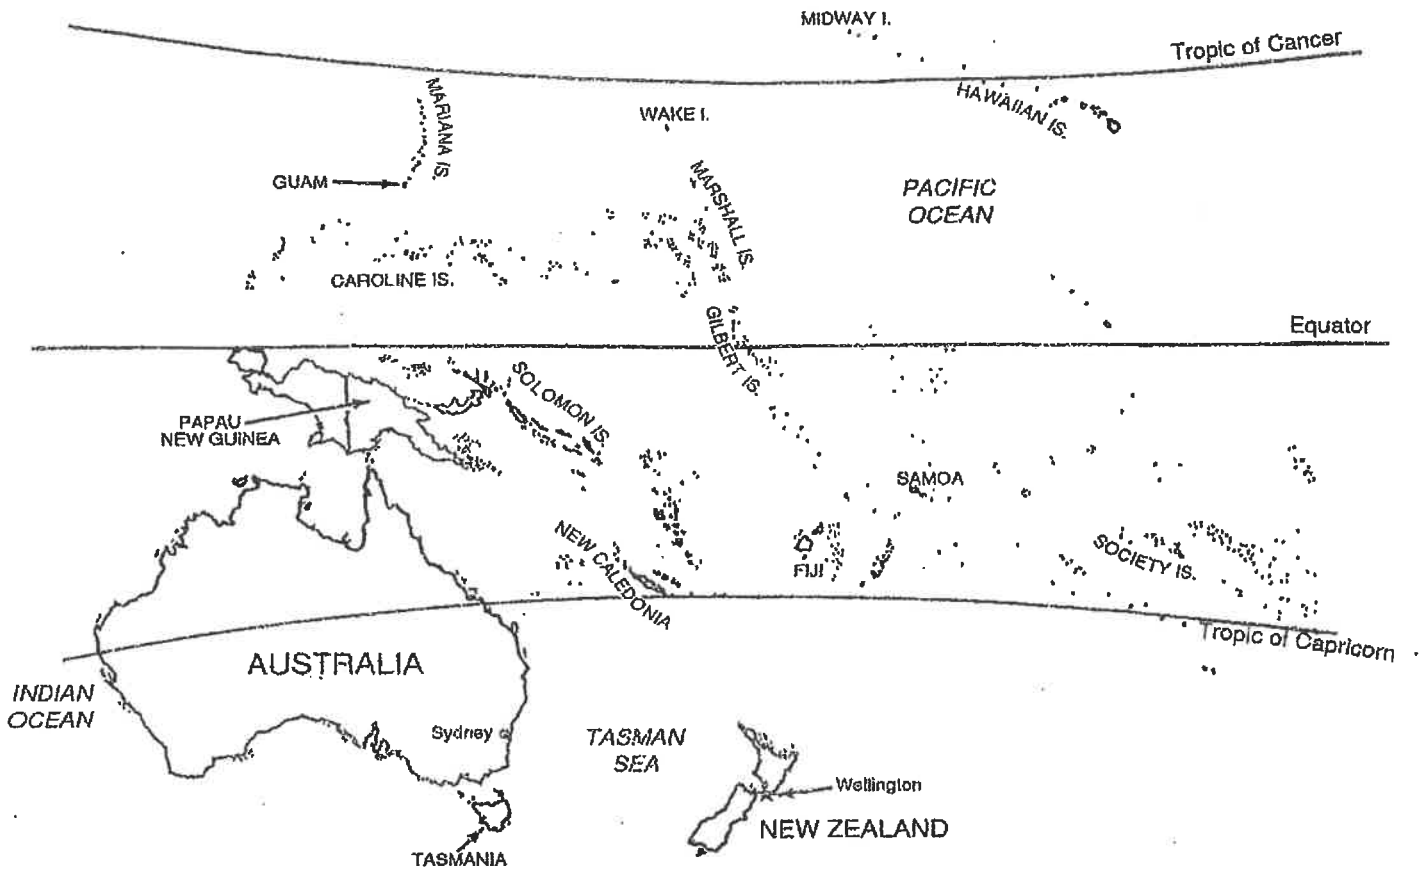 MIDWAY I.
Tropic of Cancer
MARIANA IS.
WAKE I.
HAWAIIAN IS.
GUAM
MARSHALL IS.
PACIFIC
OCEAN
CAROLINE IS.
GILBERT IS.
Equator
SOLOMON IS.
PAPAU
NEW GUINEA
SAMOA
NEW CALEDONIA
FIJI
SOCIETY IS.
Tropic of Capricorn
AUSTRALIA
INDIAN
OCEAN
Sydney
TASMAN
SEA
Wellington
NEW ZEALAND
TASMANIA